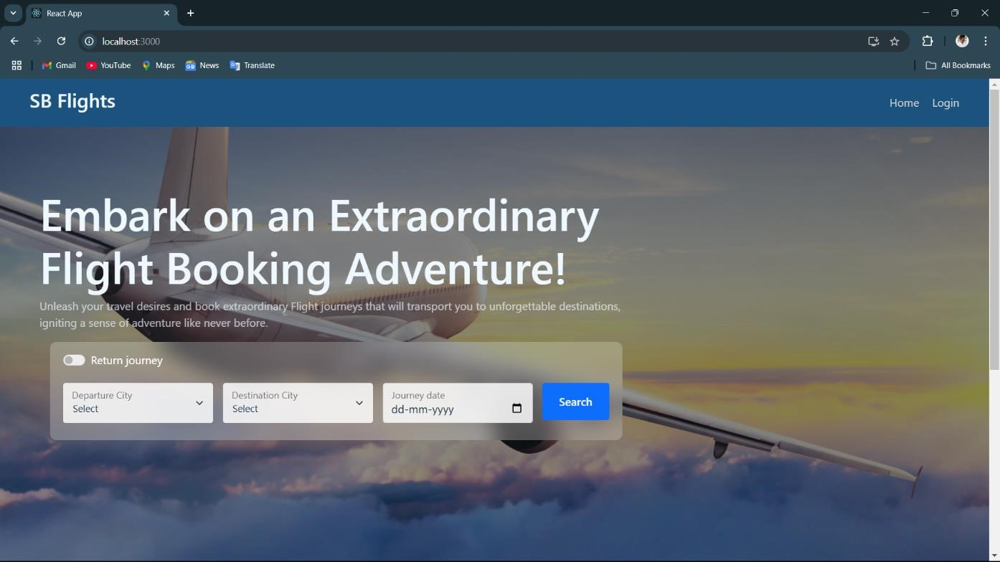 React App
localhost:3000
Gmail YouTube Maps News Translate All Bookmarks
SB Flights Home Login
Embark on an Extraordinary
Flight Booking Adventure!
Unleash your travel desires and book extraordinary Flight journeys that will transport you to unforgettable destinations,
igniting a sense of adventure like never before.
Return journey
Departure City Destination City Journey date
Select Select dd-mm-yyyy Search